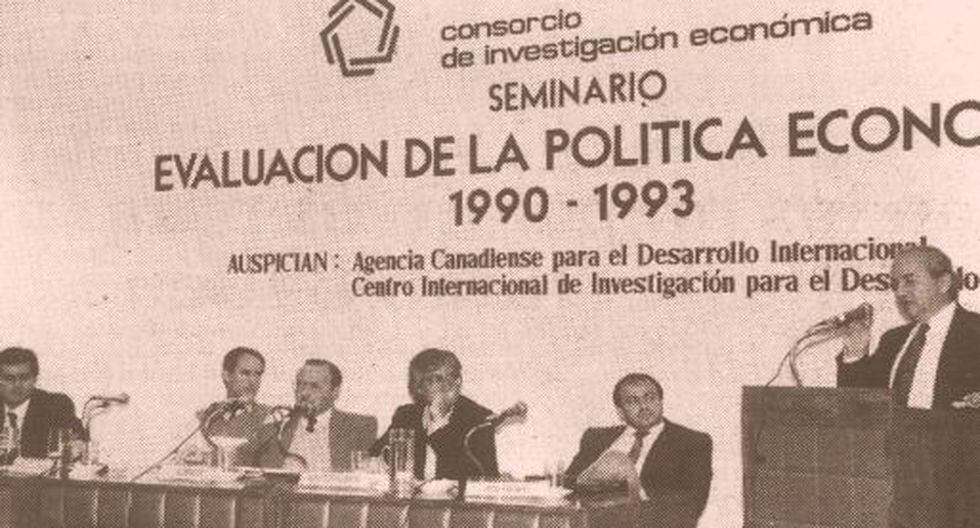 consorcio
de investigación económica
SEMINARIO
EVALUACION DE LA POLITICA ECONO
1990 - 1993
AUSPICIAN : Agencia Canadiense para el Desarrollo Internacional
Centro Internacional de Investigación para el